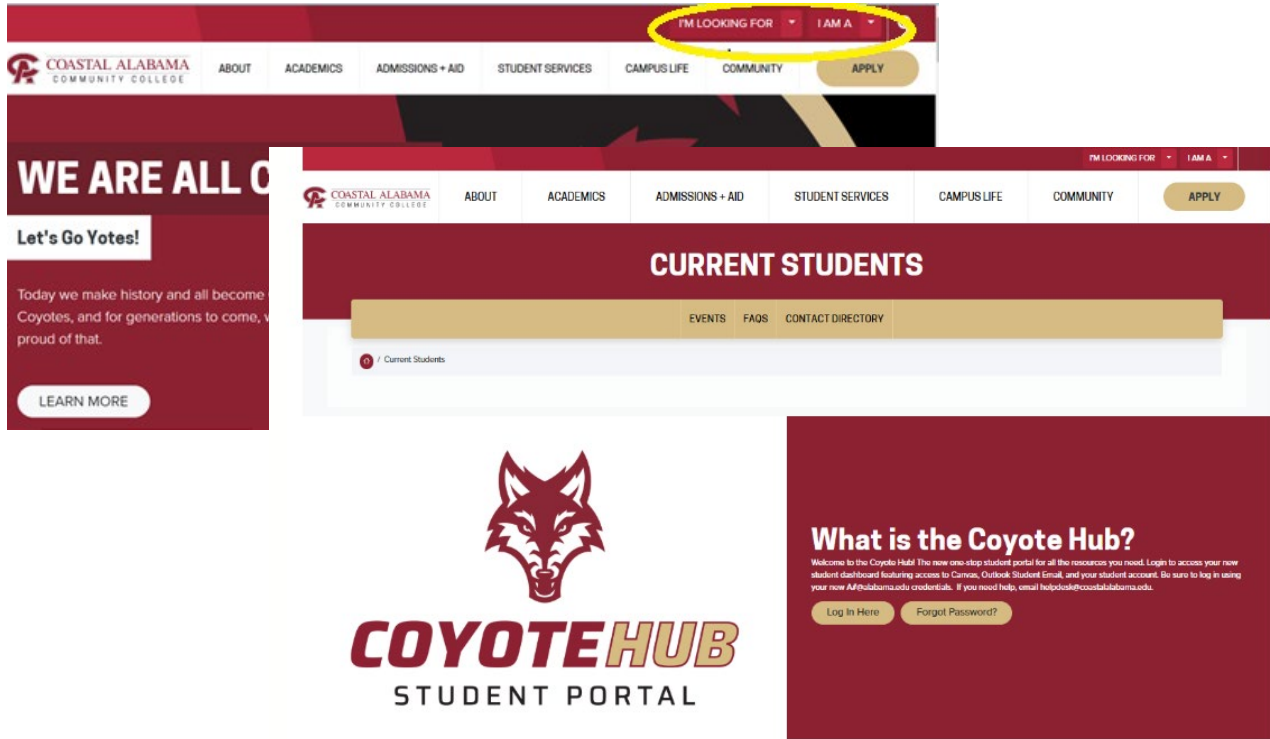 I'M LOOKING FOR I AM A
COASTAL ALABAMA
COMMUNITY COLLEGE
ABOUT ACADEMICS ADMISSIONS + AID STUDENT SERVICES CAMPUS LIFE COMMUNITY APPLY
WE ARE ALL C
Let's Go Yotes!
Today we make history and all become
Coyotes, and for generations to come,
proud of that.
LEARN MORE
I'M LOOKING FOR I AM A
COASTAL ALABAMA
COMMUNITY COLLEGE
ABOUT ACADEMICS ADMISSIONS + AID STUDENT SERVICES CAMPUS LIFE COMMUNITY APPLY
CURRENT STUDENTS
EVENTS FAQS CONTACT DIRECTORY
/ Current Students
COYOTEHUB
STUDENT PORTAL
What is the Coyote Hub?
Welcome to the Coyote Hub! The new one-stop student portal for all the resources you need. Login to access your new
student dashboard featuring access to Canvas, Outlook Student Email, and your student account. Be sure to log in using
your new A#@alabama.edu credentials. If you need help, email helpdesk@coastalalabama.edu.
Log In Here Forgot Password?